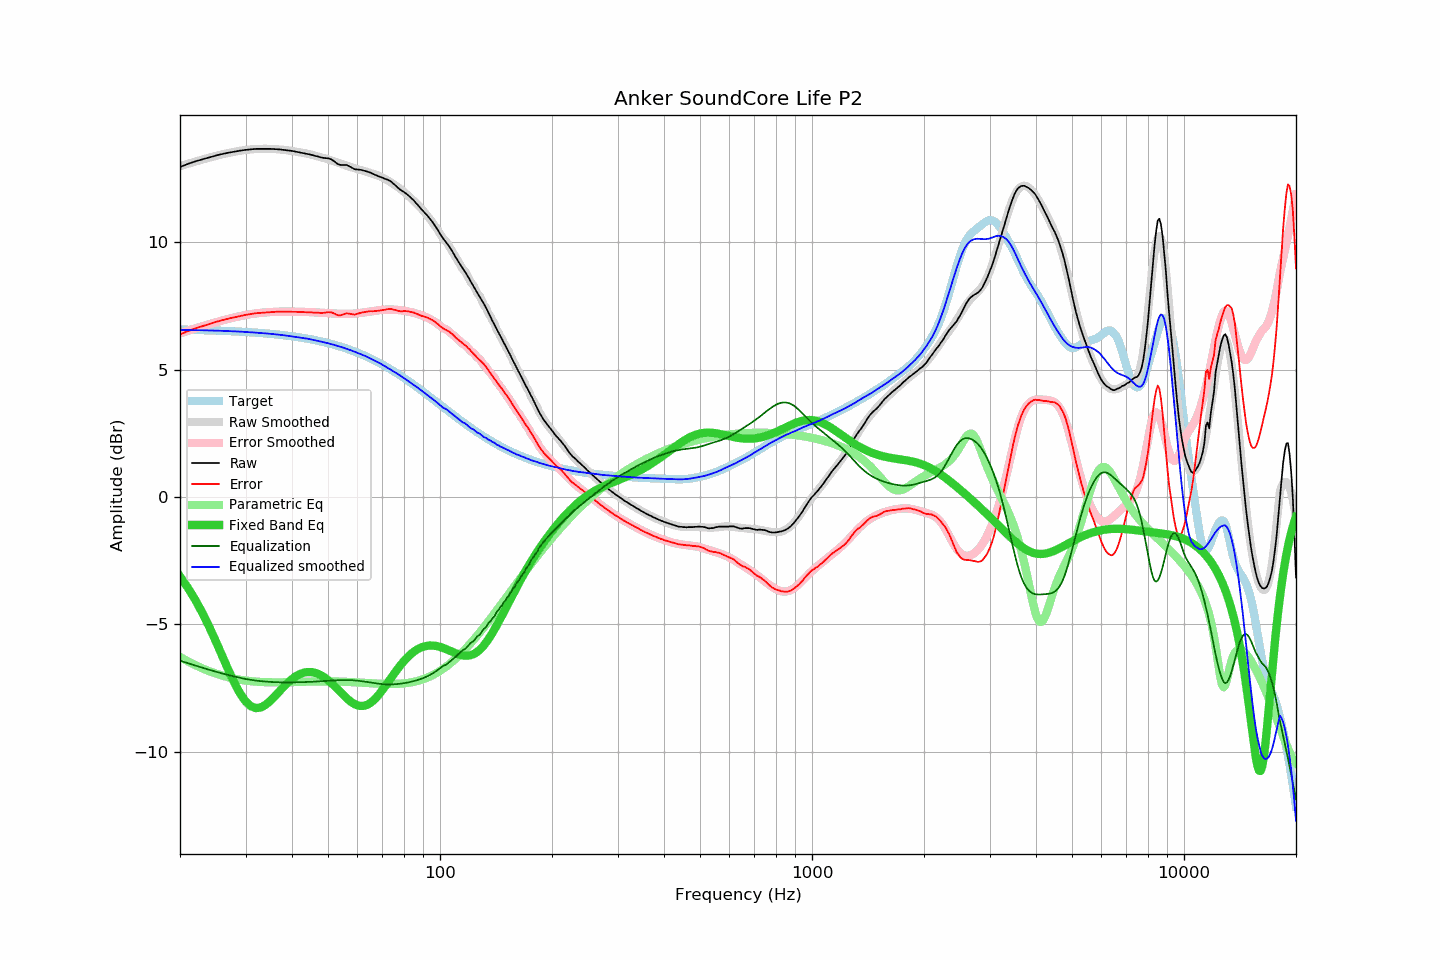 Anker SoundCore Life P2
Amplitude (dBr)
10
5
0
−5
−10
Target
Raw Smoothed
Error Smoothed
Raw
Error
Parametric Eq
Fixed Band Eq
Equalization
Equalized smoothed
100
1000
10000
Frequency (Hz)